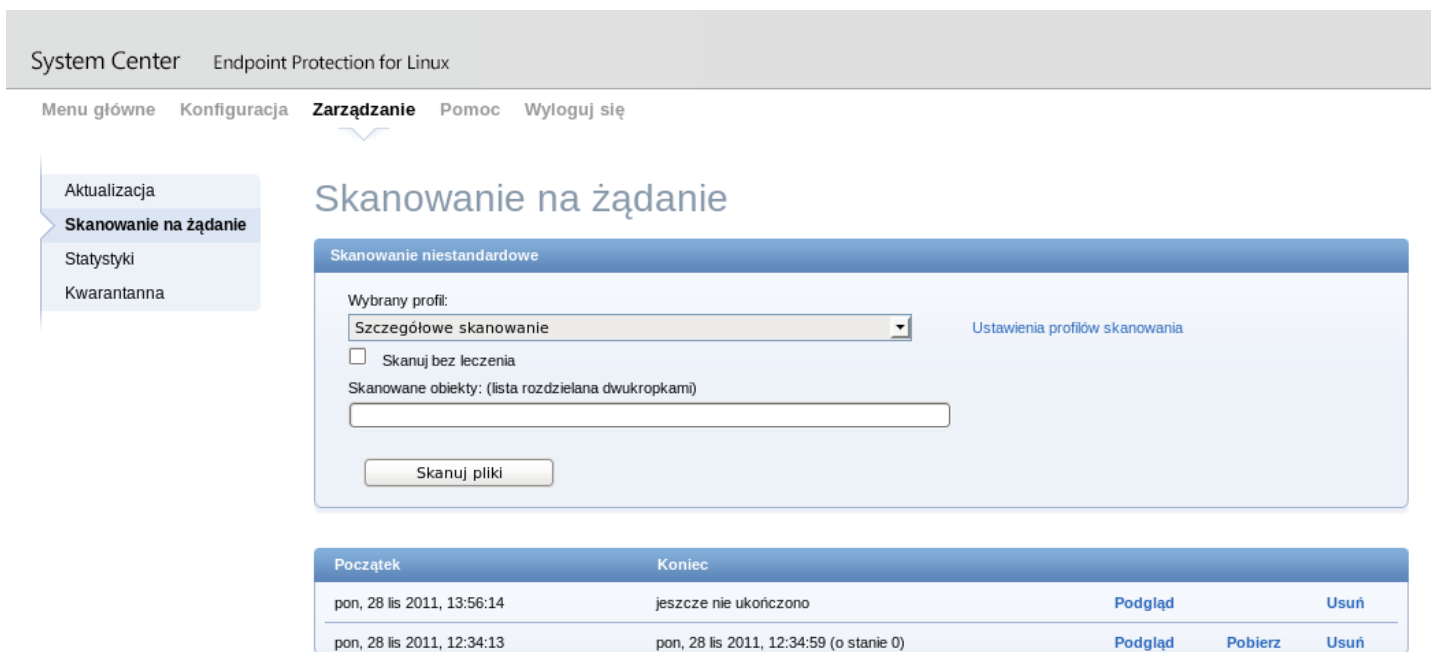 System Center Endpoint Protection for Linux
Menu główne Konfiguracja Zarządzanie Pomoc Wyloguj się
Aktualizacja
Skanowanie na żądanie
Statystyki
Kwarantanna
Skanowanie na żądanie
Skanowanie niestandardowe
Wybrany profil:
Szczegółowe skanowanie Ustawienia profilów skanowania
Skanuj bez leczenia
Skanowane obiekty: (lista rozdzielana dwukropkami)
Skanuj pliki
Początek Koniec
pon, 28 lis 2011, 13:56:14 jeszcze nie ukończono Podgląd Usuń
pon, 28 lis 2011, 12:34:13 pon, 28 lis 2011, 12:34:59 (o stanie 0) Podgląd Pobierz Usuń